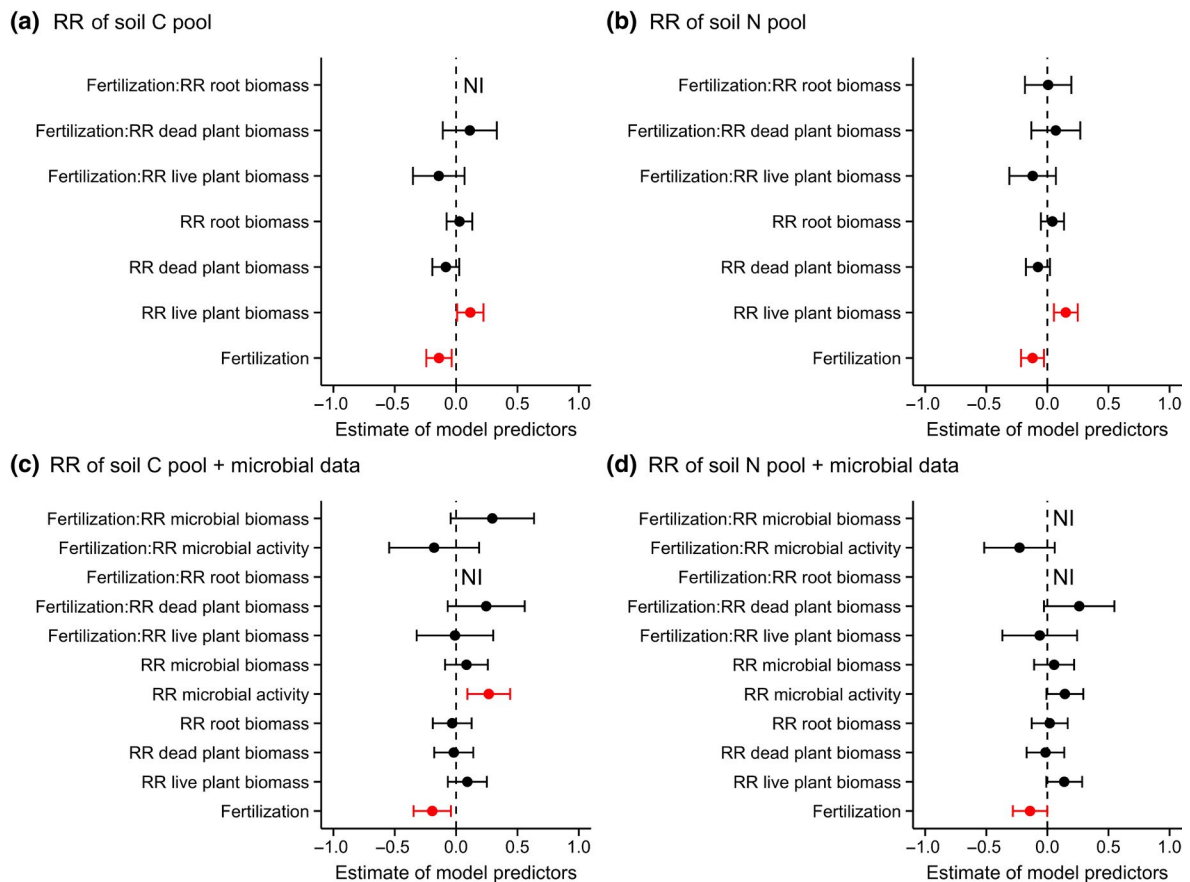 (a) RR of soil C pool
Fertilization:RR root biomass
NI
Fertilization:RR dead plant biomass
Fertilization:RR live plant biomass
RR root biomass
RR dead plant biomass
RR live plant biomass
Fertilization
−1.0 −0.5 0.0 0.5 1.0
Estimate of model predictors
(b) RR of soil N pool
Fertilization:RR root biomass
Fertilization:RR dead plant biomass
Fertilization:RR live plant biomass
RR root biomass
RR dead plant biomass
RR live plant biomass
Fertilization
−1.0 −0.5 0.0 0.5 1.0
Estimate of model predictors
(c) RR of soil C pool + microbial data
Fertilization:RR microbial biomass
Fertilization:RR microbial activity
Fertilization:RR root biomass
NI
Fertilization:RR dead plant biomass
Fertilization:RR live plant biomass
RR microbial biomass
RR microbial activity
RR root biomass
RR dead plant biomass
RR live plant biomass
Fertilization
−1.0 −0.5 0.0 0.5 1.0
Estimate of model predictors
(d) RR of soil N pool + microbial data
Fertilization:RR microbial biomass
NI
Fertilization:RR microbial activity
Fertilization:RR root biomass
NI
Fertilization:RR dead plant biomass
Fertilization:RR live plant biomass
RR microbial biomass
RR microbial activity
RR root biomass
RR dead plant biomass
RR live plant biomass
Fertilization
−1.0 −0.5 0.0 0.5 1.0
Estimate of model predictors